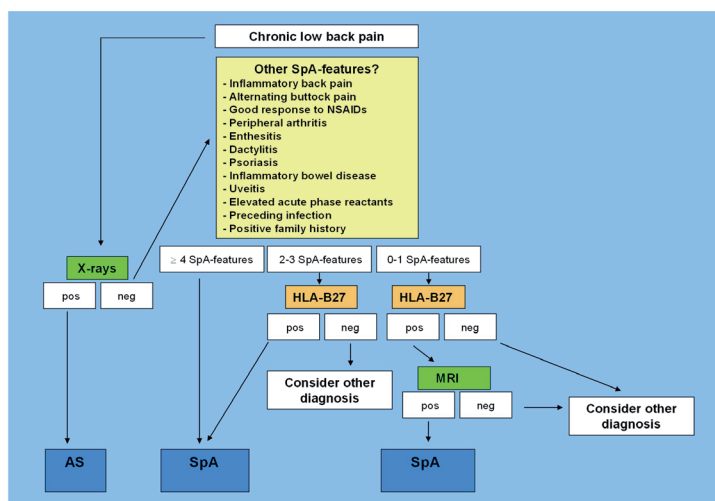 Chronic low back pain
Other SpA-features?
- Inflammatory back pain
- Alternating buttock pain
- Good response to NSAIDs
- Peripheral arthritis
- Enthesitis
- Dactylitis
- Psoriasis
- Inflammatory bowel disease
- Uveitis
- Elevated acute phase reactants
- Preceding infection
- Positive family history
≥ 4 SpA-features
2-3 SpA-features
0-1 SpA-features
X-rays
pos
neg
HLA-B27
HLA-B27
pos
neg
pos
neg
Consider other
diagnosis
MRI
pos
neg
Consider other
diagnosis
AS
SpA
SpA